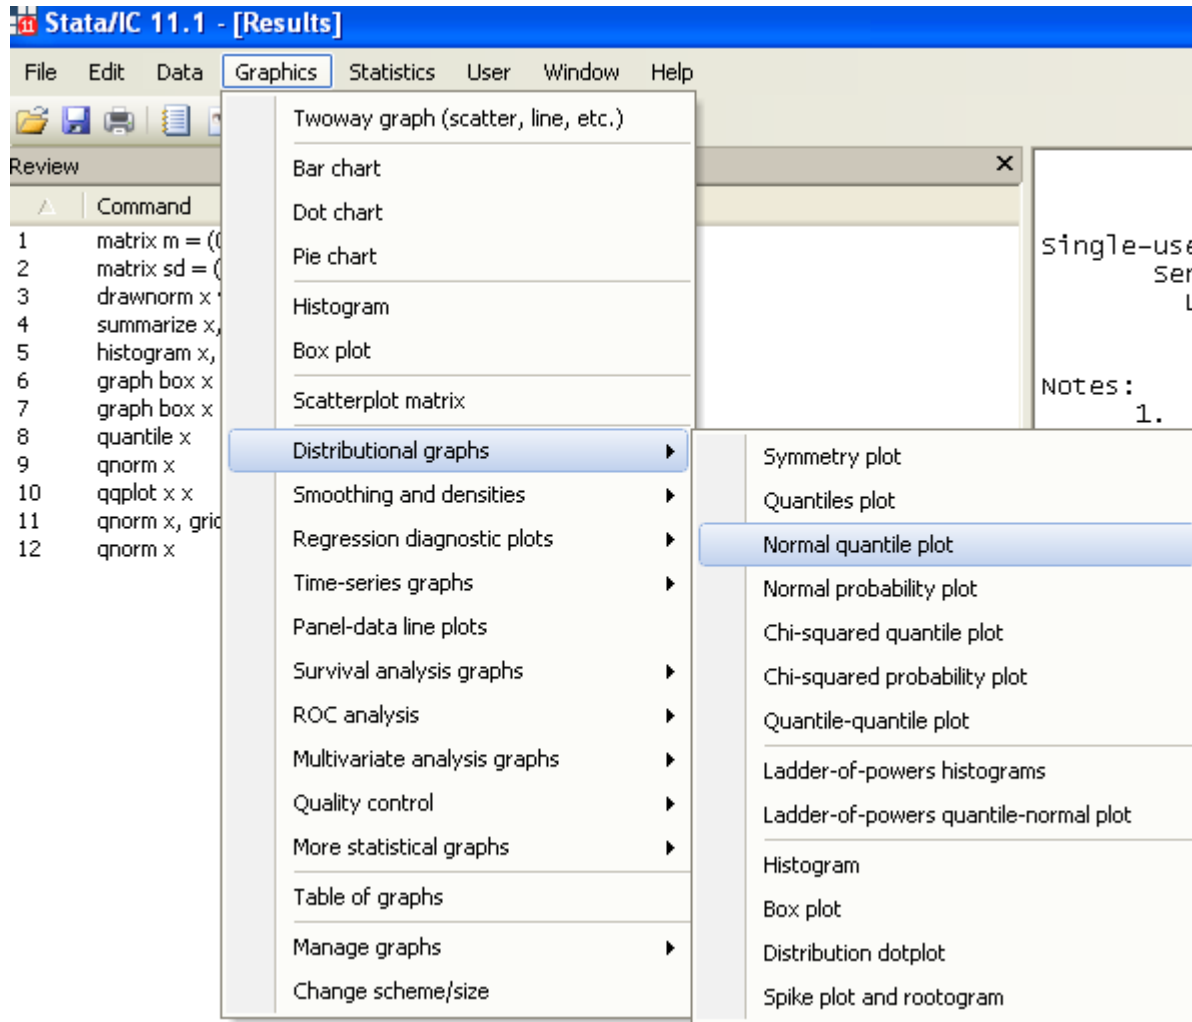 Stata/IC 11.1 - [Results]
File Edit Data Graphics Statistics User Window Help
Review
Command
1 matrix m = (
2 matrix sd = (
3 drawnorm x
4 summarize x,
5 histogram x,
6 graph box x
7 graph box x
8 quantile x
9 qnorm x
10 qqplot x x
11 qnorm x, grid
12 qnorm x
Twoway graph (scatter, line, etc.)
Bar chart
Dot chart
Pie chart
Histogram
Box plot
Scatterplot matrix
Distributional graphs
Smoothing and densities
Regression diagnostic plots
Time-series graphs
Panel-data line plots
Survival analysis graphs
ROC analysis
Multivariate analysis graphs
Quality control
More statistical graphs
Table of graphs
Manage graphs
Change scheme/size
Symmetry plot
Quantiles plot
Normal quantile plot
Normal probability plot
Chi-squared quantile plot
Chi-squared probability plot
Quantile-quantile plot
Ladder-of-powers histograms
Ladder-of-powers quantile-normal plot
Histogram
Box plot
Distribution dotplot
Spike plot and rootogram
Single-use
Ser
L
Notes:
1.